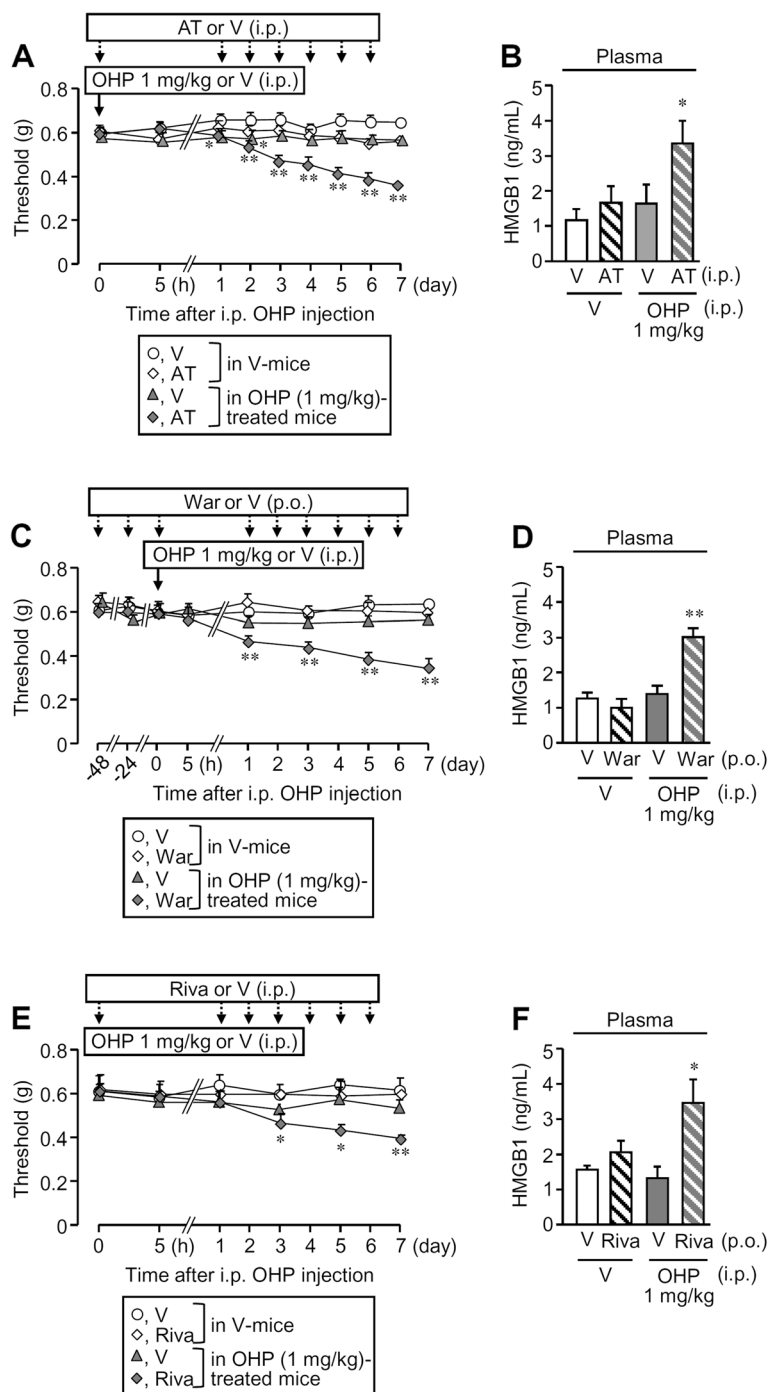 AT or V (i.p.)
A
OHP 1 mg/kg or V (i.p.)
Threshold (g)
0.8
0.6
0.4
0.2
0
* ** * ** ** ** ** **
0 5 (h) 1 2 3 4 5 6 7 (day)
Time after i.p. OHP injection
, V
, AT
in V-mice
, V
, AT
in OHP (1 mg/kg)-
treated mice
B
Plasma
HMGB1 (ng/mL)
5
4
3
2
1
0
*
V AT V AT (i.p.)
V OHP (i.p.)
1 mg/kg
War or V (p.o.)
C
OHP 1 mg/kg or V (i.p.)
Threshold (g)
0.8
0.6
0.4
0.2
0
** ** ** **
-48 -24 0 5 (h) 1 2 3 4 5 6 7 (day)
Time after i.p. OHP injection
, V
, War
in V-mice
, V
, War
in OHP (1 mg/kg)-
treated mice
D
Plasma
HMGB1 (ng/mL)
5
4
3
2
1
0
**
V War V War (p.o.)
V OHP (i.p.)
1 mg/kg
Riva or V (i.p.)
E
OHP 1 mg/kg or V (i.p.)
Threshold (g)
0.8
0.6
0.4
0.2
0
* * **
0 5 (h) 1 2 3 4 5 6 7 (day)
Time after i.p. OHP injection
, V
, Riva
in V-mice
, V
, Riva
in OHP (1 mg/kg)-
treated mice
F
Plasma
HMGB1 (ng/mL)
5
4
3
2
1
0
*
V Riva V Riva (p.o.)
V OHP (i.p.)
1 mg/kg